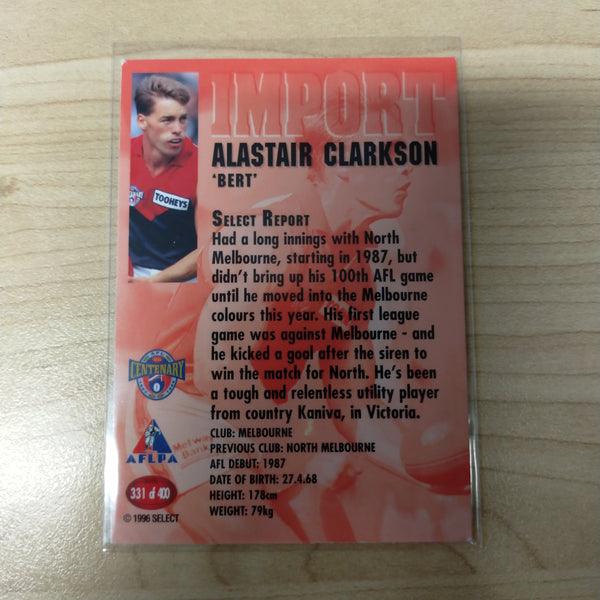 IMPORT
ALASTAIR CLARKSON
'BERT'
TOOHEYS
SELECT REPORT
Had a long innings with North
Melbourne, starting in 1987, but
didn't bring up his 100th AFL game
until he moved into the Melbourne
colours this year. His first league
game was against Melbourne - and
he kicked a goal after the siren to
win the match for North. He's been
a tough and relentless utility player
from country Kaniva, in Victoria.
CLUB: MELBOURNE
PREVIOUS CLUB: NORTH MELBOURNE
AFL DEBUT: 1987
DATE OF BIRTH: 27.4.68
HEIGHT: 178cm
WEIGHT: 79kg
AFL
CENTENARY
AFLPA
Metway
Bank
331 of 400
© 1996 SELECT